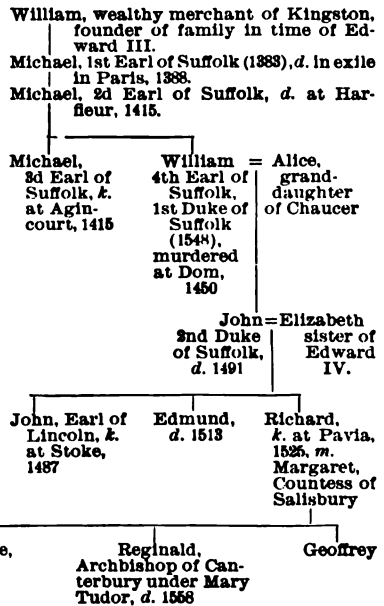 William, wealthy merchant of Kingston,
founder of family in time of Ed-
ward III.
Michael, 1st Earl of Suffolk (1383), d. in exile
in Paris, 1388.
Michael, 2d Earl of Suffolk, d. at Har-
fleur, 1415.
Michael,
3d Earl of
Suffolk, k.
at Agin-
court, 1415
William
4th Earl of
Suffolk,
1st Duke of
Suffolk
(1548),
murdered
at Dom,
1450
= Alice,
grand-
daughter
of Chaucer
John=Elizabeth
2nd Duke
of Suffolk,
d. 1491
sister of
Edward
IV.
John, Earl of
Lincoln, k.
at Stoke,
1487
Edmund,
d. 1513
Richard,
k. at Pavia,
1525, m.
Margaret,
Countess of
Salisbury
e,
Reginald,
Archbishop of Can-
terbury under Mary
Tudor, d. 1558
Geoffrey